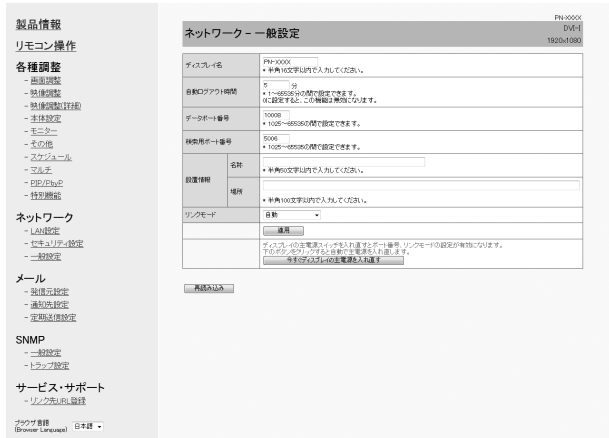 製品情報
リモコン操作
各種調整
- 画面調整
- 映像調整
- 映像調整(詳細)
- 本体設定
- モニター
- その他
- スケジュール
- マルチ
- PIP/PbyP
- 特別機能
ネットワーク
- LAN設定
- セキュリティ設定
- 一般設定
メール
- 発信元設定
- 通知先設定
- 定期送信設定
SNMP
- 一般設定
- トラップ設定
サービス・サポート
- リンク先URL登録
ブラウザ言語
(Browser Language) 日本語
PN-XXXX
ネットワーク - 一般設定
DVI-I
1920x1080
ディスプレイ名
PN-XXXX
* 半角16文字以内で入力してください。
自動ログアウト時間
5 分
* 1~65535分の間で設定できます。
0に設定すると、この機能は無効になります。
データポート番号
10008
* 1025~65535の間で設定できます。
検索用ポート番号
5006
* 1025~65535の間で設定できます。
設置情報
名称
* 半角50文字以内で入力してください。
場所
* 半角100文字以内で入力してください。
リンクモード
自動
適用
ディスプレイの主電源スイッチを入れ直すとポート番号、リンクモードの設定が有効になります。
下のボタンをクリックすると自動で主電源を入れ直します。
今すぐディスプレイの主電源を入れ直す
再読み込み